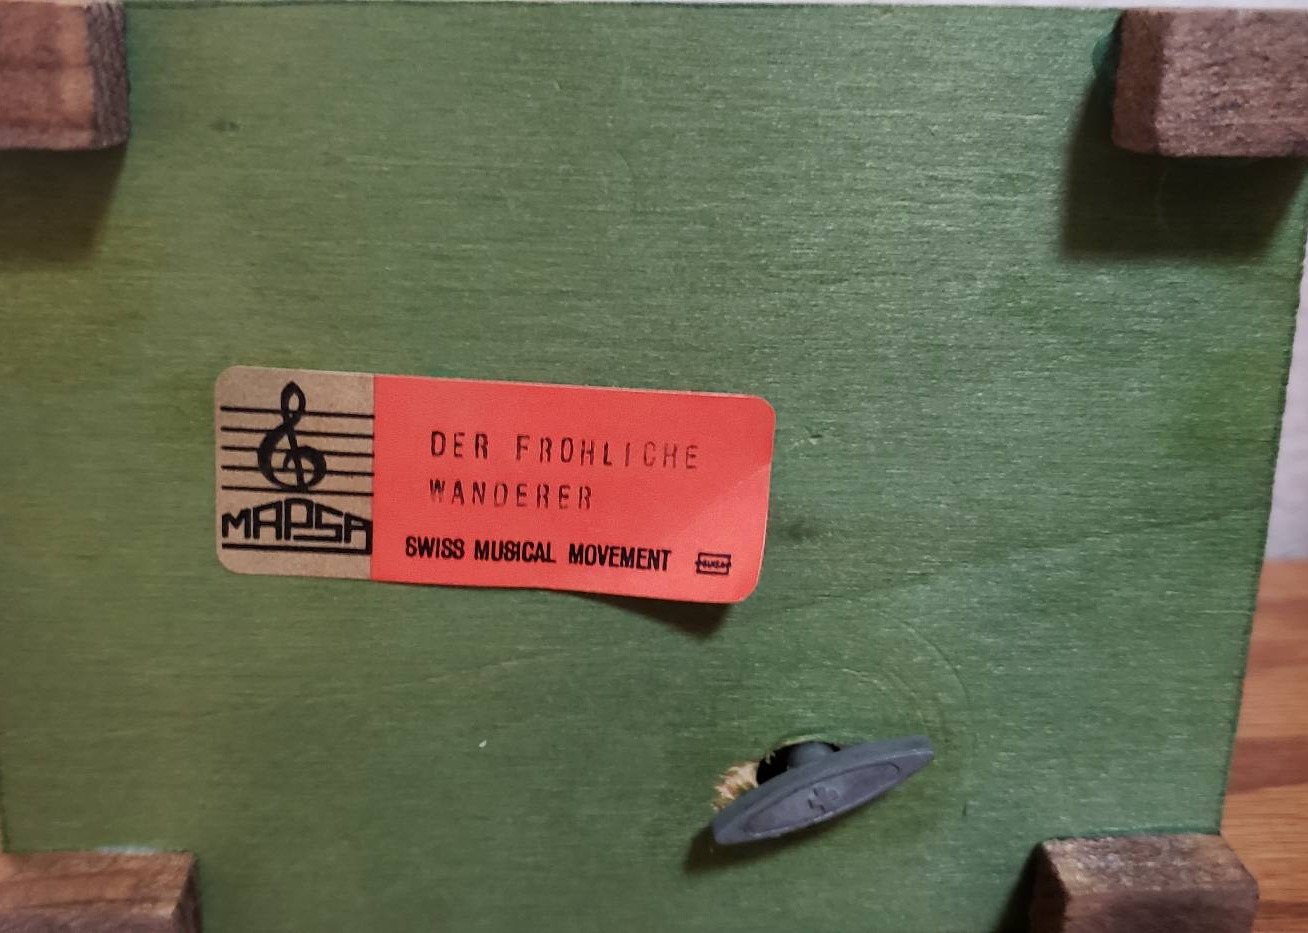 DER FROHLICHE
WANDERER
MAPSA
SWISS MUSICAL MOVEMENT